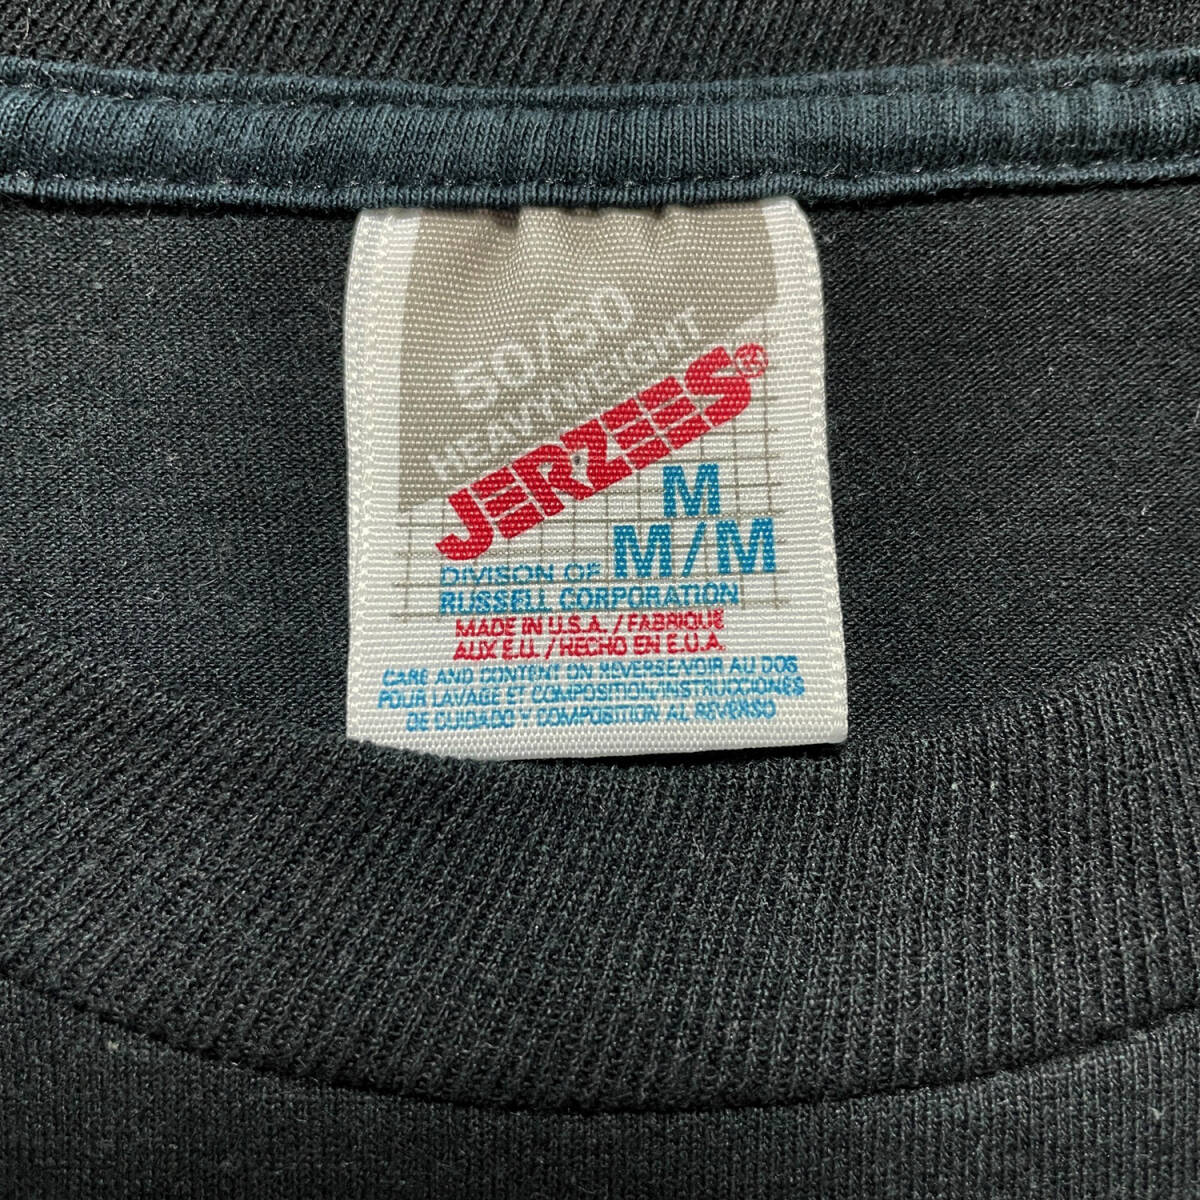 50/50
HEAVYWEIGHT
JERZEES®
M
M/M
DIVISON OF
RUSSELL CORPORATION
MADE IN U.S.A. / FABRIQUE
AUX E.U. / HECHO EN E.U.A.
CARE AND CONTENT ON REVERSE/VOIR AU DOS
POUR LAVAGE ET COMPOSITION/INSTRUCCIONES
DE CUIDADO Y COMPOSITION AL REVERSO